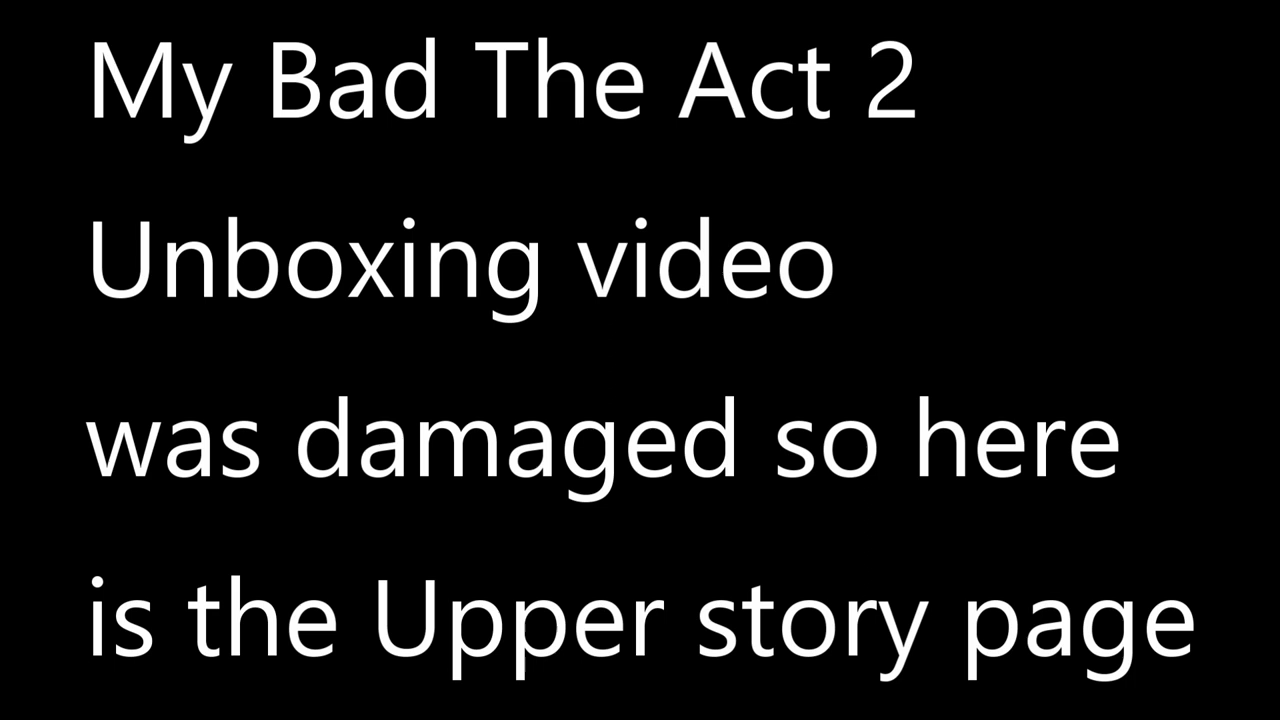 My Bad The Act 2
Unboxing video
was damaged so here
is the Upper story page